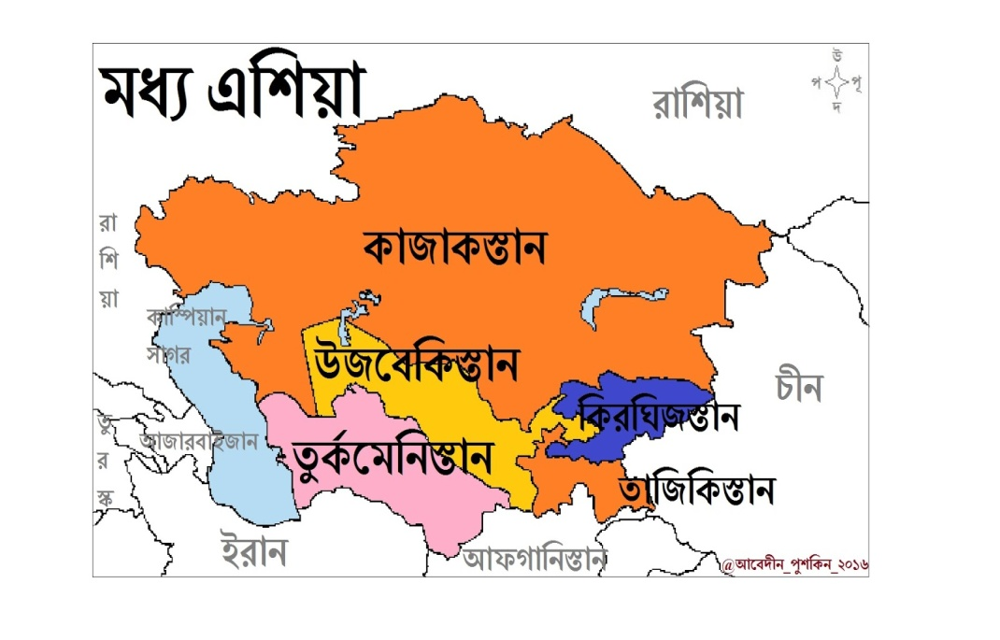 মধ্য এশিয়া
উ
প পূ
দ
রাশিয়া
রা
শি
য়া
কাজাকস্তান
কাস্পিয়ান
সাগর
উজবেকিস্তান
চীন
কিরঘিজস্তান
তু
র
স্ক
আজারবাইজান
তুর্কমেনিস্তান
তাজিকিস্তান
ইরান
আফগানিস্তান
@আবেদীন_পুশকিন_২০১৬